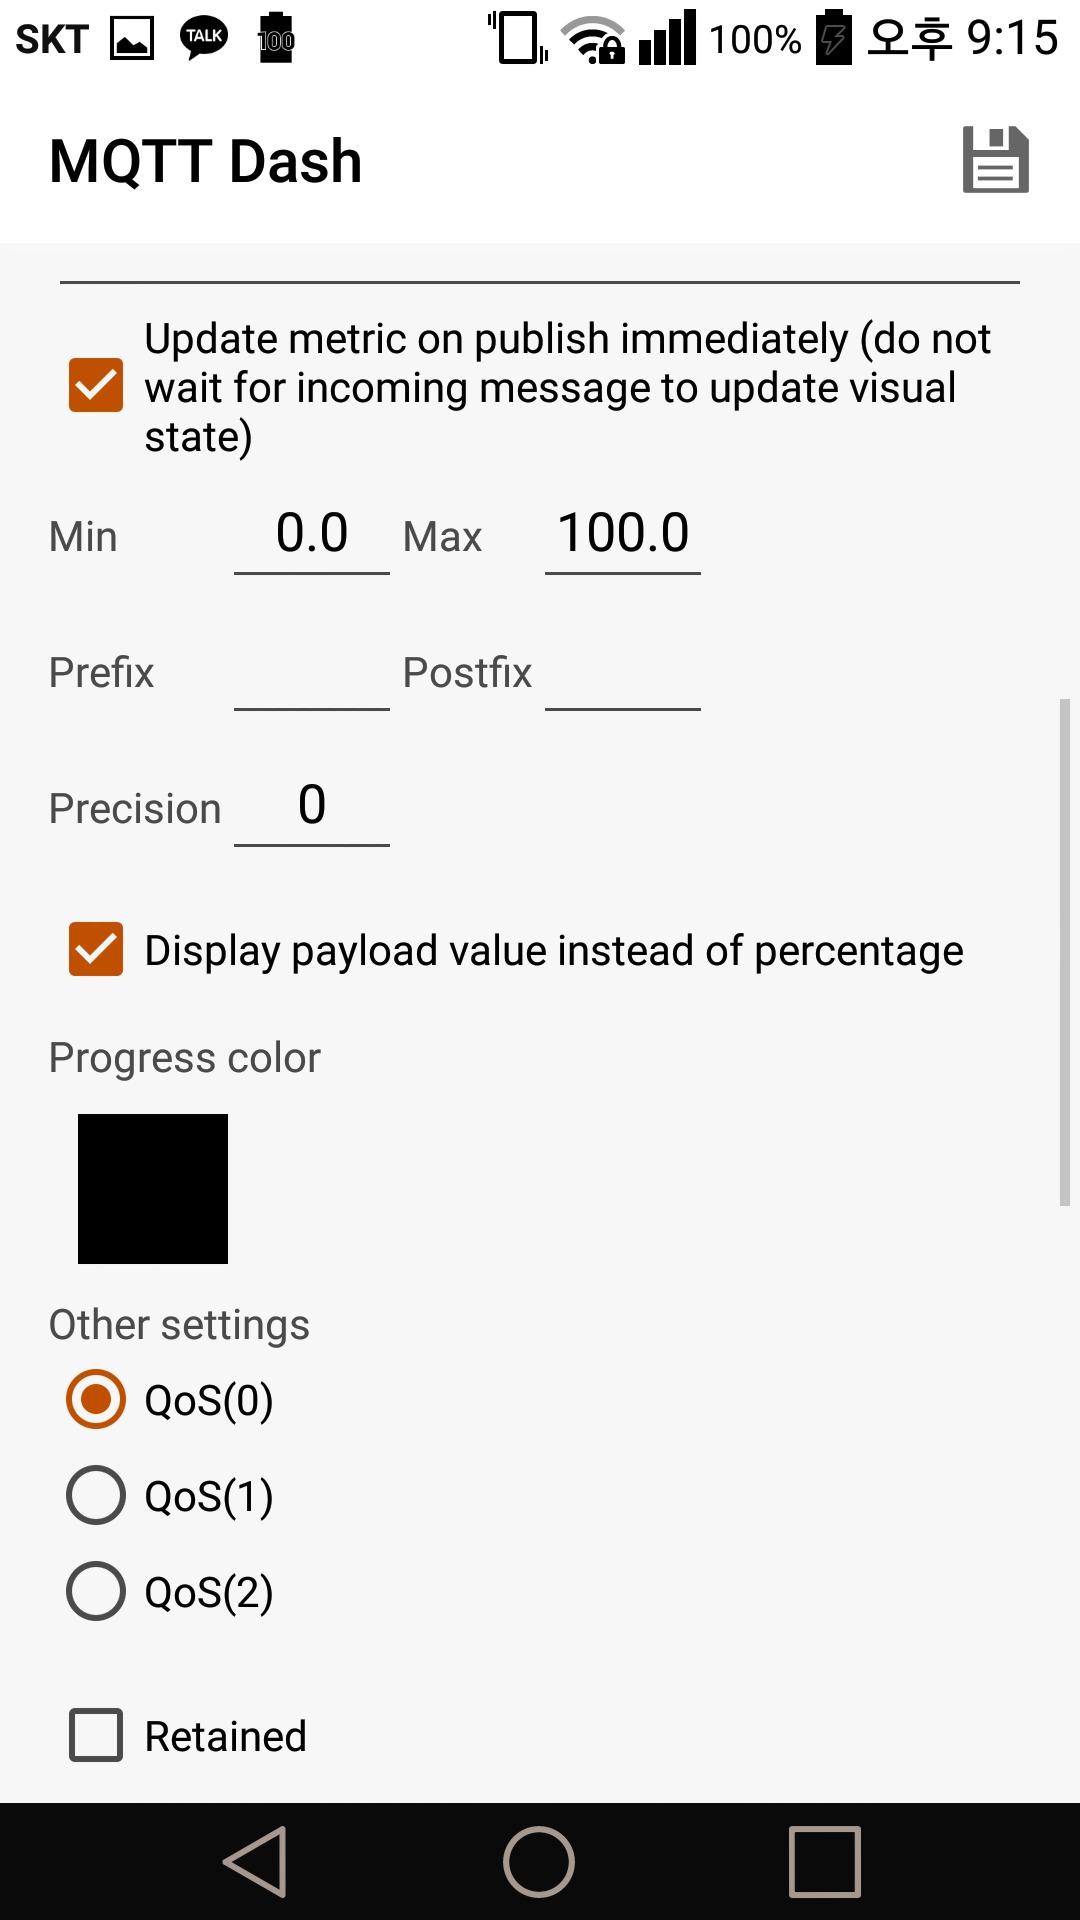 SKT TALK 100 100% 오후 9:15
MQTT Dash
Update metric on publish immediately (do not
wait for incoming message to update visual
state)
Min 0.0 Max 100.0
Prefix Postfix
Precision 0
Display payload value instead of percentage
Progress color
Other settings
QoS(0)
QoS(1)
QoS(2)
Retained